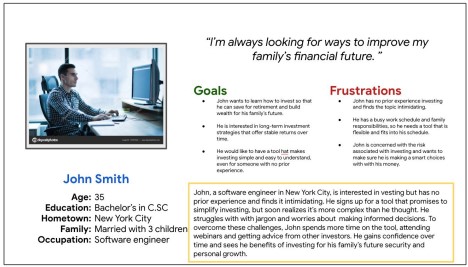 “I’m always looking for ways to improve my
family’s financial future. ”
Goals
● John wants to learn how to invest so that
he can save for retirement and build
wealth for his family’s future.
● He is interested in long-term investment
strategies that offer stable returns over
time.
● He would like to have a tool that makes
investing simple and easy to understand,
even for someone with no prior
experience.
Frustrations
● John has no prior experience investing
and finds the topic intimidating.
● He has a busy work schedule and family
responsibilities, so he needs a tool that is
flexible and fits into his schedule.
● John is concerned with the risk
associated with investing and wants to
make sure he is making a smart choices
with with his money.
John Smith
Age: 35
Education: Bachelor’s in C.SC
Hometown: New York City
Family: Married with 3 children
Occupation: Software engineer
John, a software engineer in New York City, is interested in vesting but has no
prior experience and finds it intimidating. He signs up for a tool that promises to
simplify investing, but soon realizes it’s more complex than he thought. He
struggles with with jargon and worries about making informed decisions. To
overcome these challenges, John spends more time on the tool, attending
webinars and getting advice from other investors. He gains confidence over
time and sees he benefits of investing for his family’s future security and
personal growth.